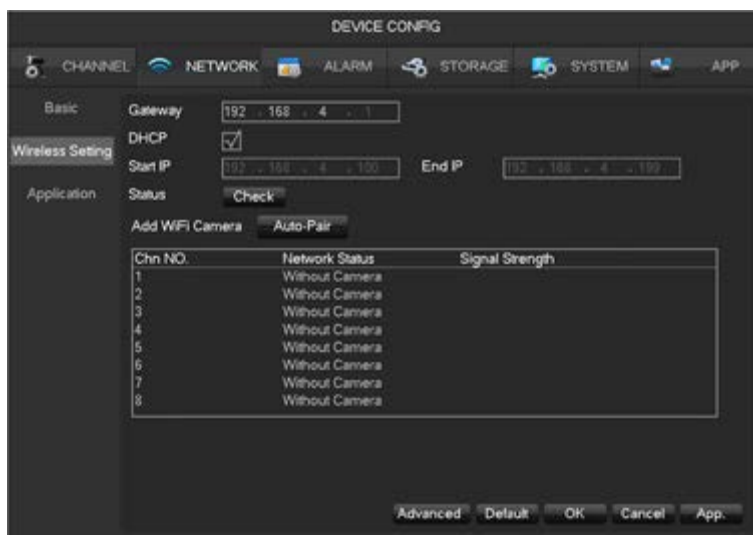 DEVICE CONFIG
CHANNEL NETWORK ALARM STORAGE SYSTEM APP
Basic
Wireless Setting
Application
Gateway 192 . 168 . 4 . 1
DHCP
Start IP 192 . 168 . 4 . 100 End IP 192 . 168 . 4 . 199
Status Check
Add WiFi Camera Auto-Pair
Chn NO. Network Status Signal Strength
1 Without Camera
2 Without Camera
3 Without Camera
4 Without Camera
5 Without Camera
6 Without Camera
7 Without Camera
8 Without Camera
Advanced Default OK Cancel App.